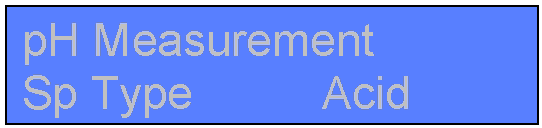 pH Measurement
Sp Type Acid